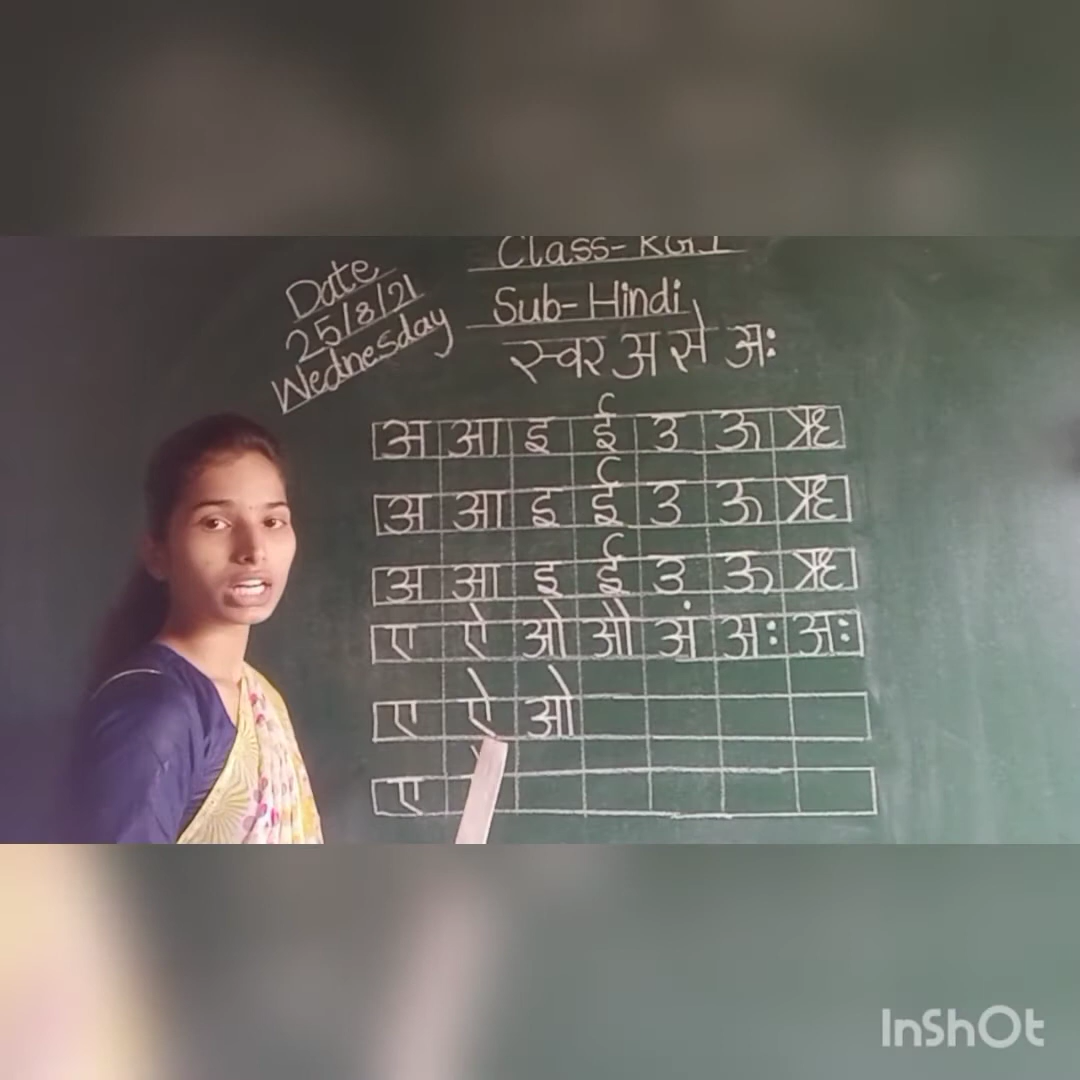 Date
25/8/21
Wednesday
Class- KG I
Sub- Hindi
स्वर अ से अः
अ आ इ ई उ ऊ ऋ
अ आ इ ई उ ऊ ऋ
अ आ इ ई उ ऊ ऋ
ए ऐ ओ औ अं अः अः
ए ऐ ओ
ए
InShOt